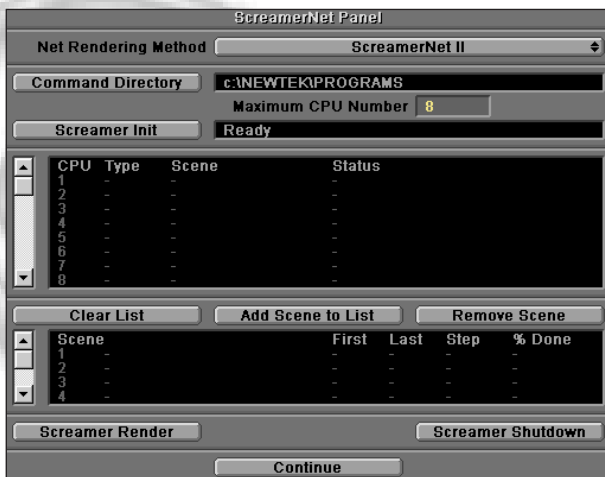 ScreamerNet Panel
Net Rendering Method ScreamerNet II
Command Directory c:\NEWTEK\PROGRAMS
Maximum CPU Number 8
Screamer Init Ready
CPU Type Scene Status
1 - - -
2 - - -
3 - - -
4 - - -
5 - - -
6 - - -
7 - - -
8 - - -
Clear List Add Scene to List Remove Scene
Scene First Last Step % Done
1 - - - - -
2 - - - - -
3 - - - - -
4 - - - - -
Screamer Render Screamer Shutdown
Continue